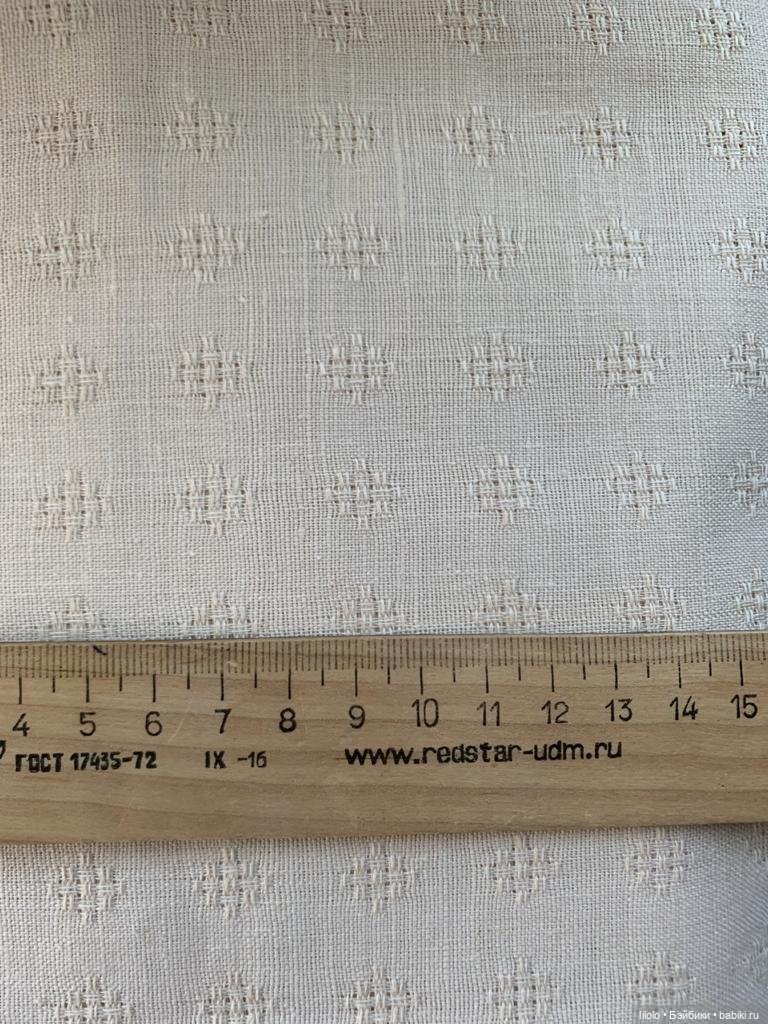 4 5 6 7 8 9 10 11 12 13 14 15
ГОСТ 17435-72 IX -16 www.redstar-udm.ru
lilolo • Бэйбики • babiki.ru